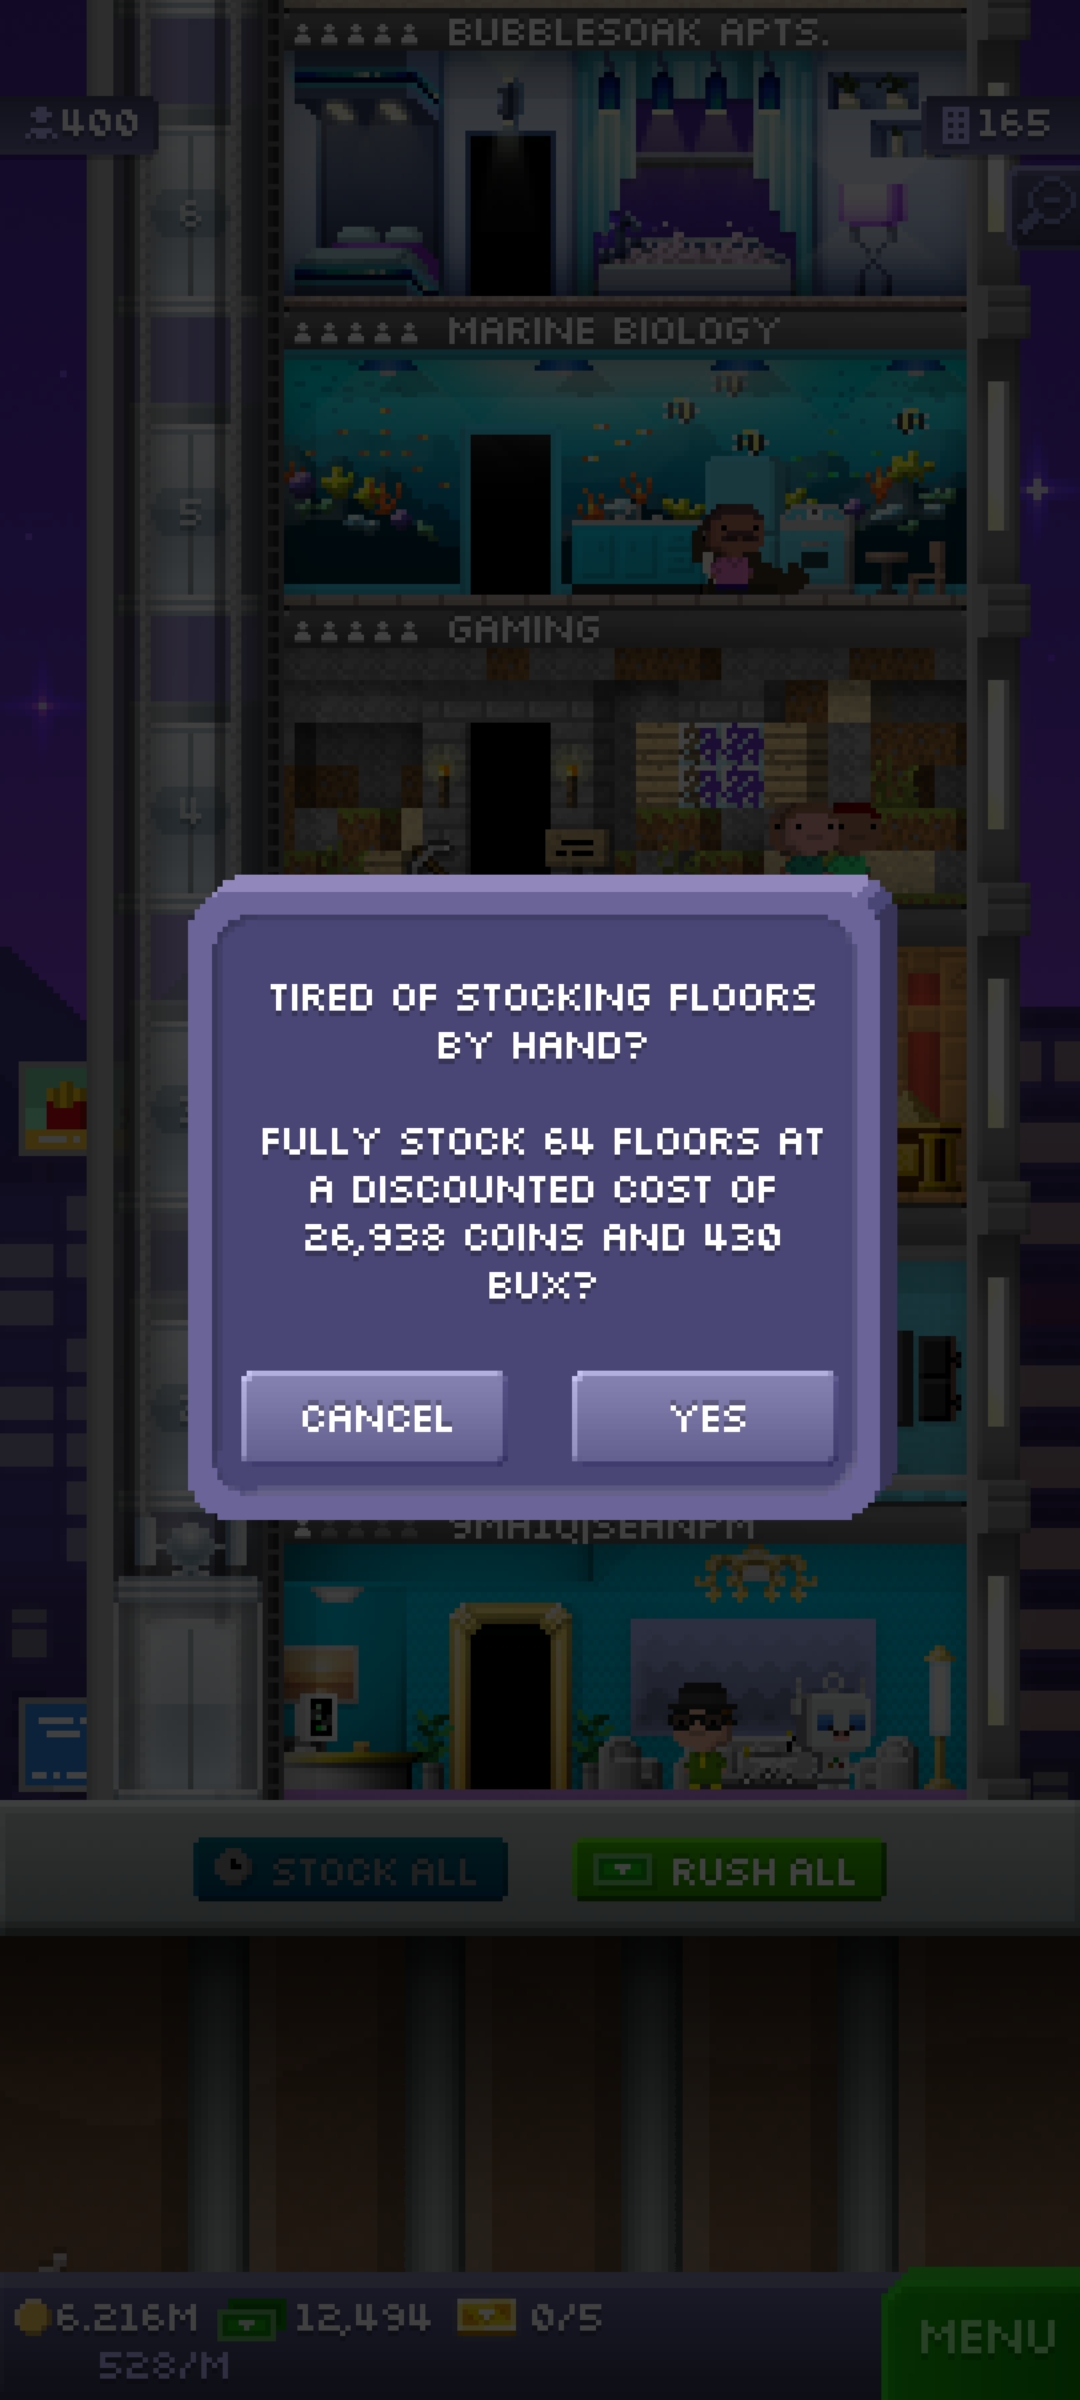 BUBBLESOAK APTS.
400
165
6
MARINE BIOLOGY
5
GAMING
4
TIRED OF STOCKING FLOORS
BY HAND?
FULLY STOCK 64 FLOORS AT
A DISCOUNTED COST OF
26,938 COINS AND 430
BUX?
CANCEL
YES
STOCK ALL
RUSH ALL
6.216M
12,494
0/5
528/M
MENU